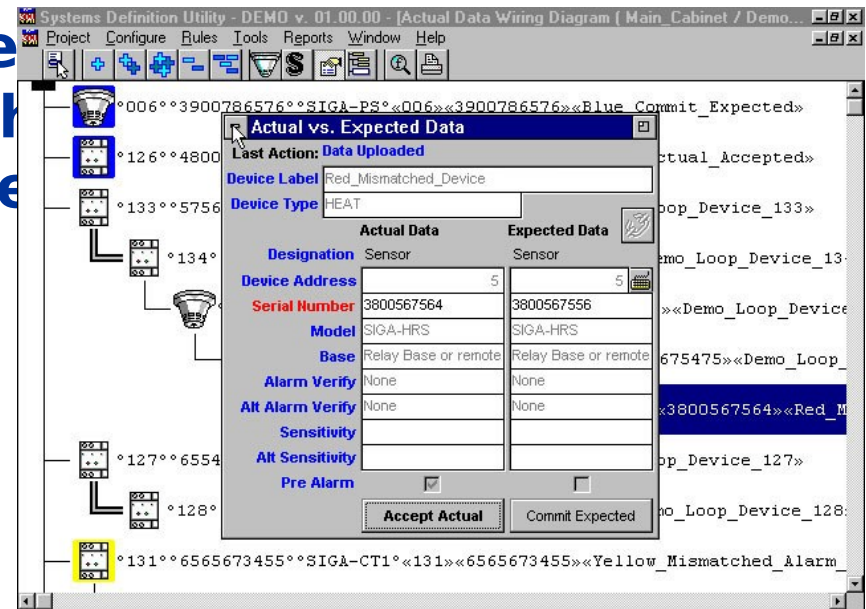 Systems Definition Utility - DEMO v. 01.00.00 - [Actual Data Wiring Diagram ( Main_Cabinet / Demo...
Project Configure Rules Tools Reports Window Help
°006°°3900786576°°SIGA-PS°«006»«3900786576»«Blue_Commit_Expected»
Actual vs. Expected Data
Last Action: Data Uploaded
°126°°4800
ctual_Accepted»
Device Label Red_Mismatched_Device
°133°°5756
Device Type HEAT
oop_Device_133»
Actual Data Expected Data
°134°
Designation Sensor Sensor
emo_Loop_Device_13
Device Address 5 5
Serial Number 3800567564 3800567556
»«Demo_Loop_Device
Model SIGA-HRS SIGA-HRS
Base Relay Base or remote Relay Base or remote
675475»«Demo_Loop_
Alarm Verify None None
Alt Alarm Verify None None
«3800567564»«Red_M
Sensitivity
Alt Sensitivity
°127°°6554
op_Device_127»
Pre Alarm
°128°
Accept Actual Commit Expected
mo_Loop_Device_128
°131°°6565673455°°SIGA-CT1°«131»«6565673455»«Yellow_Mismatched_Alarm_